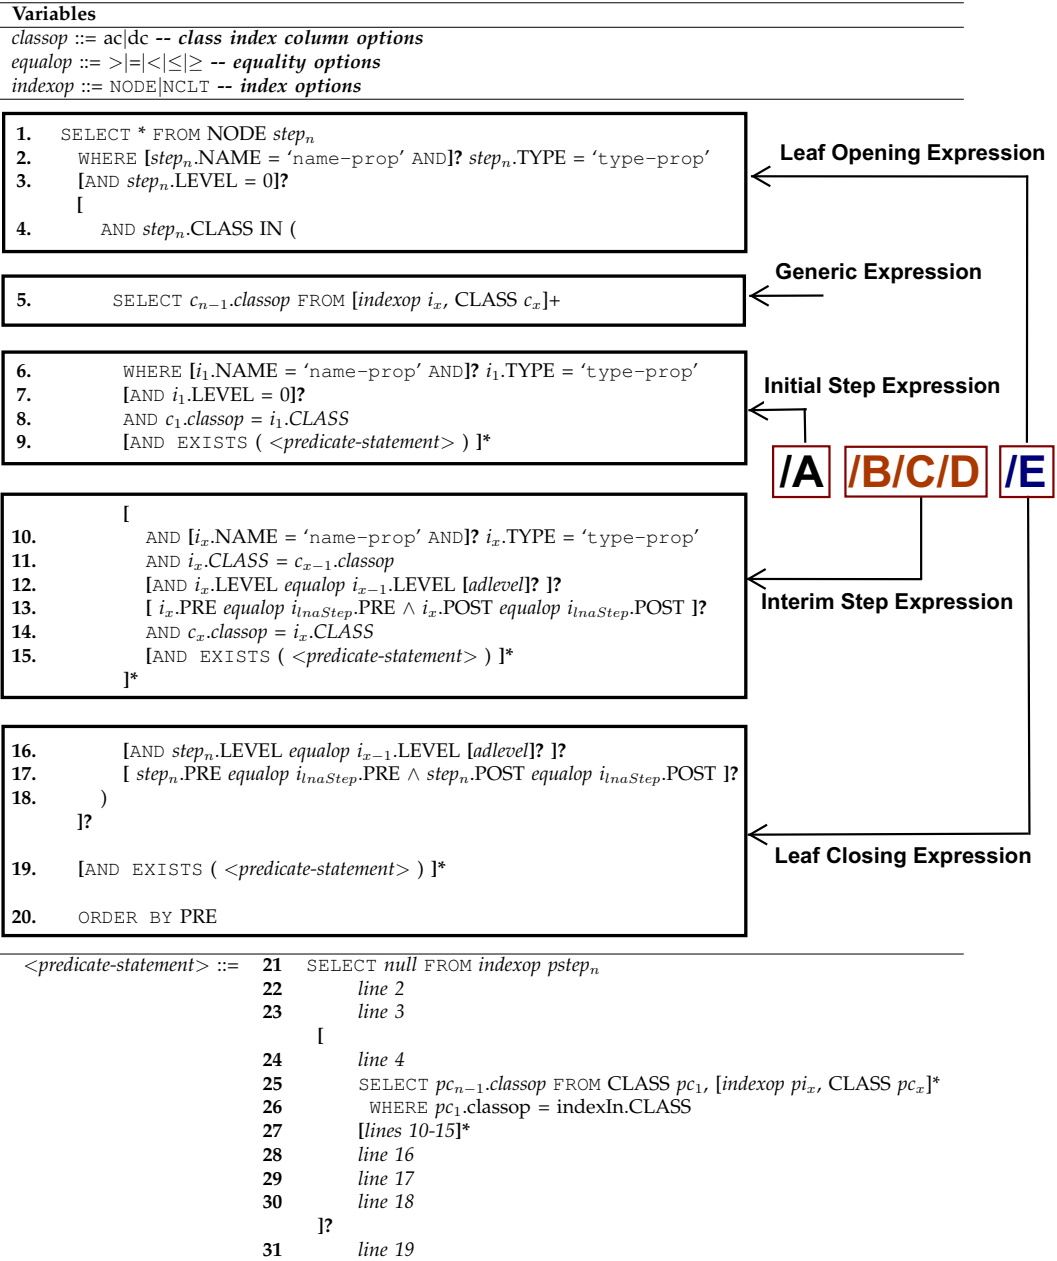 Variables
classop ::= ac|dc -- class index column options
equalop ::= >|=|<|≤|≥ -- equality options
indexop ::= NODE|NCLT -- index options
1. SELECT * FROM NODE stepₙ
2. WHERE [stepₙ.NAME = ‘name-prop’ AND]? stepₙ.TYPE = ‘type-prop’
3. [AND stepₙ.LEVEL = 0]?
[
4. AND stepₙ.CLASS IN (
Leaf Opening Expression
5. SELECT cₙ₋₁.classop FROM [indexop iₓ, CLASS cₓ]+
Generic Expression
6. WHERE [i₁.NAME = ‘name-prop’ AND]? i₁.TYPE = ‘type-prop’
7. [AND i₁.LEVEL = 0]?
8. AND c₁.classop = i₁.CLASS
9. [AND EXISTS ( <predicate-statement> ) ]*
Initial Step Expression
/A /B/C/D /E
[
10. AND [iₓ.NAME = ‘name-prop’ AND]? iₓ.TYPE = ‘type-prop’
11. AND iₓ.CLASS = cₓ₋₁.classop
12. [AND iₓ.LEVEL equalop iₓ₋₁.LEVEL [adlevel]? ]?
13. [ iₓ.PRE equalop i_lnaStep.PRE ∧ iₓ.POST equalop i_lnaStep.POST ]?
14. AND cₓ.classop = iₓ.CLASS
15. [AND EXISTS ( <predicate-statement> ) ]*
]*
Interim Step Expression
16. [AND stepₙ.LEVEL equalop iₓ₋₁.LEVEL [adlevel]? ]?
17. [ stepₙ.PRE equalop i_lnaStep.PRE ∧ stepₙ.POST equalop i_lnaStep.POST ]?
18. )
]?
19. [AND EXISTS ( <predicate-statement> ) ]*
20. ORDER BY PRE
Leaf Closing Expression
<predicate-statement> ::= 21 SELECT null FROM indexop pstepₙ
22 line 2
23 line 3
[
24 line 4
25 SELECT pcₙ₋₁.classop FROM CLASS pc₁, [indexop piₓ, CLASS pcₓ]*
26 WHERE pc₁.classop = indexIn.CLASS
27 [lines 10-15]*
28 line 16
29 line 17
30 line 18
]?
31 line 19